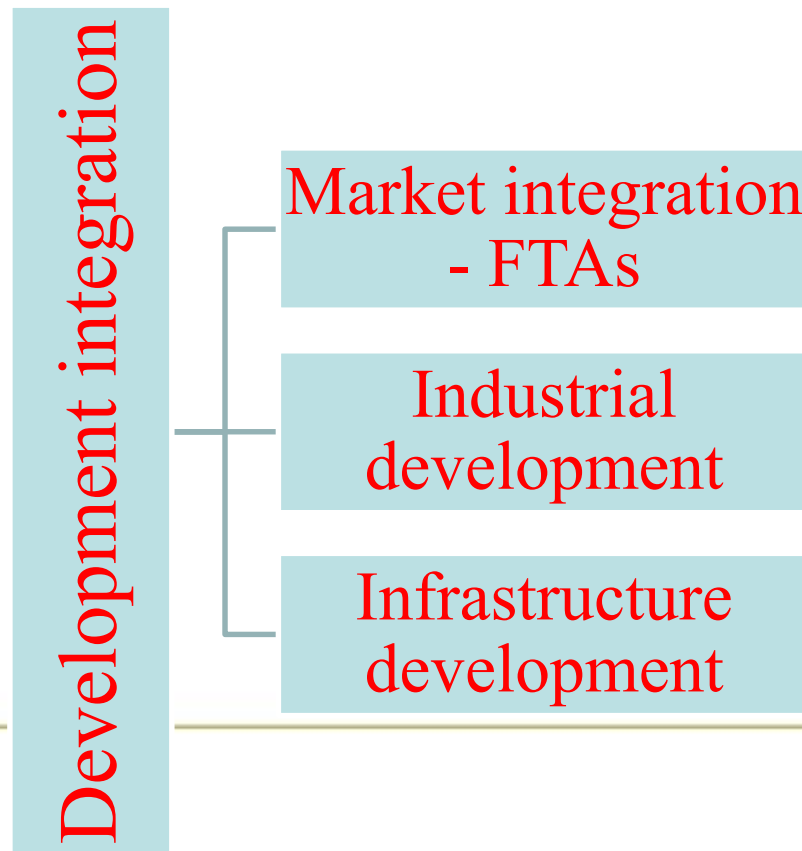 Development integration
Market integration
- FTAs
Industrial
development
Infrastructure
development